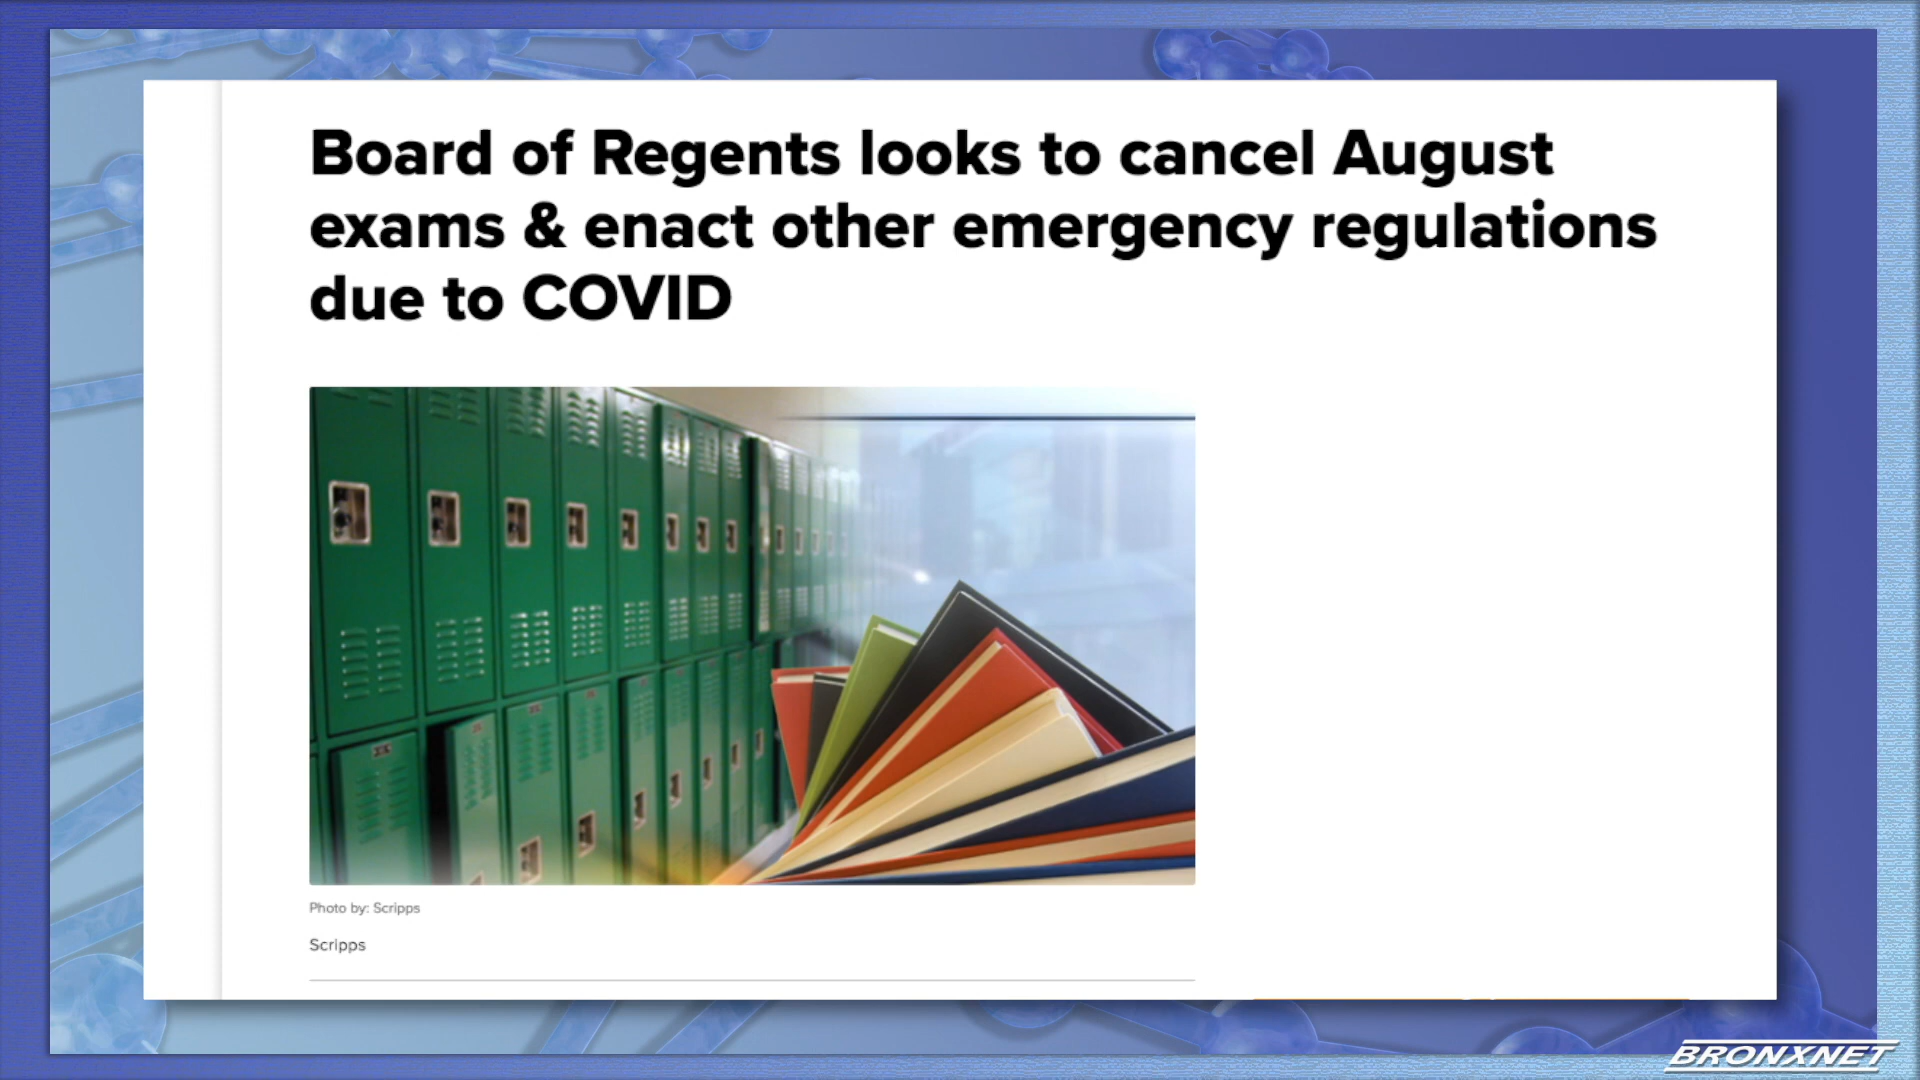 Board of Regents looks to cancel August
exams & enact other emergency regulations
due to COVID
Photo by: Scripps
Scripps
BRONXNET